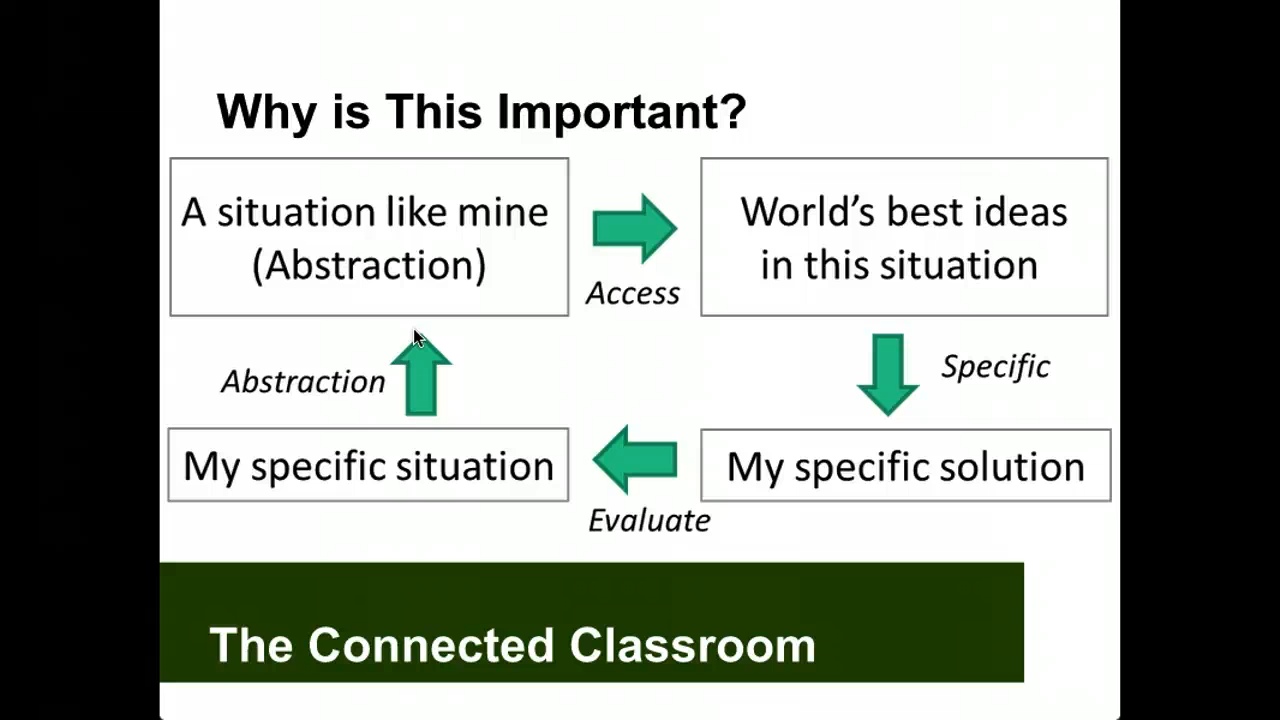 Why is This Important?
A situation like mine
(Abstraction)
Access
World's best ideas
in this situation
Abstraction
Specific
My specific situation
Evaluate
My specific solution
The Connected Classroom